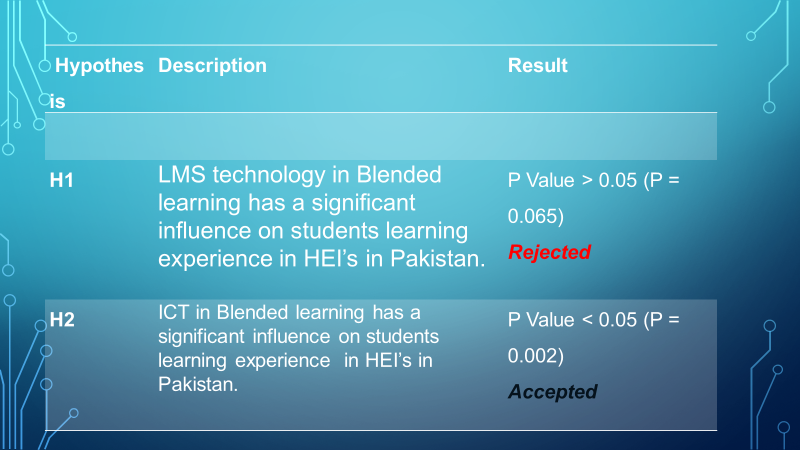 Hypothes Description Result
is
H1 LMS technology in Blended
learning has a significant
influence on students learning
experience in HEI’s in Pakistan.
P Value > 0.05 (P =
0.065)
Rejected
H2 ICT in Blended learning has a
significant influence on students
learning experience in HEI’s in
Pakistan.
P Value < 0.05 (P =
0.002)
Accepted